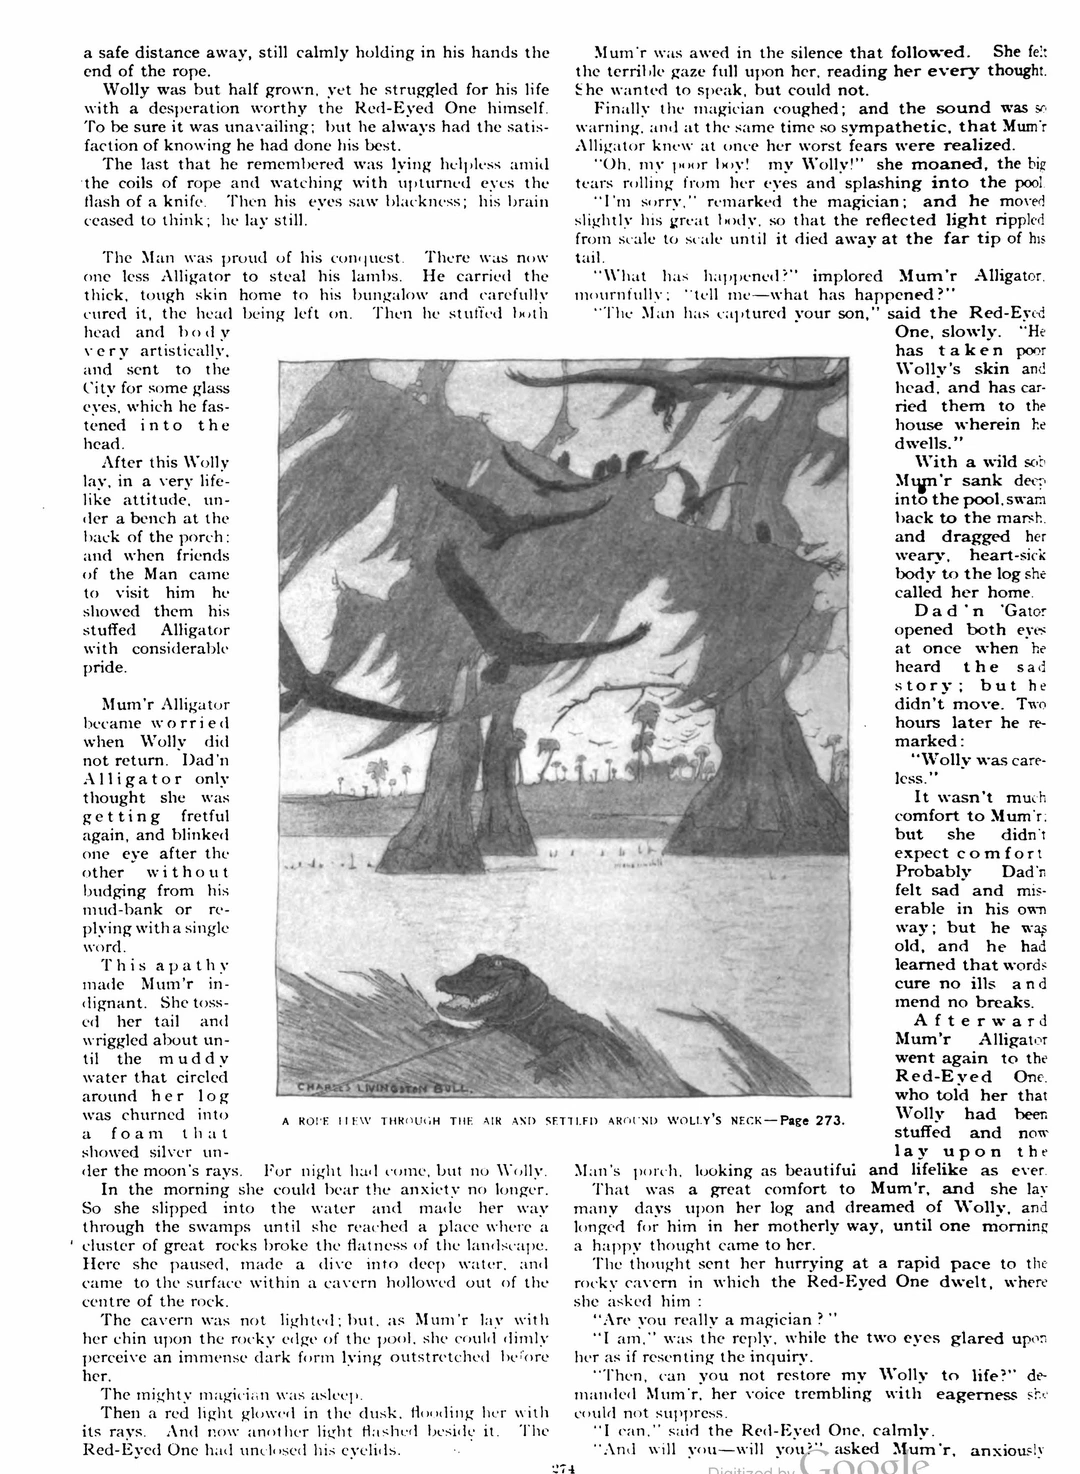 a safe distance away, still calmly holding in his hands the
end of the rope.
Wolly was but half grown, yet he struggled for his life
with a desperation worthy the Red-Eyed One himself.
To be sure it was unavailing; but he always had the satis-
faction of knowing he had done his best.
The last that he remembered was lying helpless amid
the coils of rope and watching with upturned eyes the
flash of a knife. Then his eyes saw blackness; his brain
ceased to think; he lay still.
The Man was proud of his conquest. There was now
one less Alligator to steal his lambs. He carried the
thick, tough skin home to his bungalow and carefully
cured it, the head being left on. Then he stuffed both
head and body
very artistically,
and sent to the
City for some glass
eyes, which he fas-
tened into the
head.
After this Wolly
lay, in a very life-
like attitude, un-
der a bench at the
back of the porch;
and when friends
of the Man came
to visit him he
showed them his
stuffed Alligator
with considerable
pride.
Mum'r Alligator
became worried
when Wolly did
not return. Dad'n
Alligator only
thought she was
getting fretful
again, and blinked
one eye after the
other without
budging from his
mud-bank or re-
plying with a single
word.
This apathy
made Mum'r in-
dignant. She toss-
ed her tail and
wriggled about un-
til the muddy
water that circled
around her log
was churned into
a foam that
showed silver un-
der the moon's rays. For night had come, but no Wolly.
In the morning she could bear the anxiety no longer.
So she slipped into the water and made her way
through the swamps until she reached a place where a
cluster of great rocks broke the flatness of the landscape.
Here she paused, made a dive into deep water, and
came to the surface within a cavern hollowed out of the
centre of the rock.
The cavern was not lighted; but, as Mum'r lay with
her chin upon the rocky edge of the pool, she could dimly
perceive an immense dark form lying outstretched before
her.
The mighty magician was asleep.
Then a red light glowed in the dusk, flooding her with
its rays. And now another light flashed beside it. The
Red-Eyed One had unclosed his eyelids.
CHARLES LIVINGSTON BULL.
A ROPE FLEW THROUGH THE AIR AND SETTLED AROUND WOLLY'S NECK—Page 273.
Mum'r was awed in the silence that followed. She felt
the terrible gaze full upon her, reading her every thought.
She wanted to speak, but could not.
Finally the magician coughed; and the sound was so
warning, and at the same time so sympathetic, that Mum'r
Alligator knew at once her worst fears were realized.
"Oh, my poor boy! my Wolly!" she moaned, the big
tears rolling from her eyes and splashing into the pool.
"I'm sorry," remarked the magician; and he moved
slightly his great body, so that the reflected light rippled
from scale to scale until it died away at the far tip of his
tail.
"What has happened?" implored Mum'r Alligator,
mournfully; "tell me—what has happened?"
"The Man has captured your son," said the Red-Eyed
One, slowly. "He
has taken poor
Wolly's skin and
head, and has car-
ried them to the
house wherein he
dwells."
With a wild sob
Mum'r sank deep
into the pool, swam
back to the marsh,
and dragged her
weary, heart-sick
body to the log she
called her home.
Dad'n 'Gator
opened both eyes
at once when he
heard the sad
story; but he
didn't move. Two
hours later he re-
marked:
"Wolly was care-
less."
It wasn't much
comfort to Mum'r;
but she didn't
expect comfort
Probably Dad'n
felt sad and mis-
erable in his own
way; but he was
old, and he had
learned that words
cure no ills and
mend no breaks.
Afterward
Mum'r Alligator
went again to the
Red-Eyed One,
who told her that
Wolly had been
stuffed and now
lay upon the
Man's porch, looking as beautiful and lifelike as ever.
That was a great comfort to Mum'r, and she lay
many days upon her log and dreamed of Wolly, and
longed for him in her motherly way, until one morning
a happy thought came to her.
The thought sent her hurrying at a rapid pace to the
rocky cavern in which the Red-Eyed One dwelt, where
she asked him:
"Are you really a magician?"
"I am," was the reply, while the two eyes glared upon
her as if resenting the inquiry.
"Then, can you not restore my Wolly to life?" de-
manded Mum'r, her voice trembling with eagerness she
could not suppress.
"I can," said the Red-Eyed One, calmly.
"And will you—will you?" asked Mum'r, anxiously
274
Digitized by Google